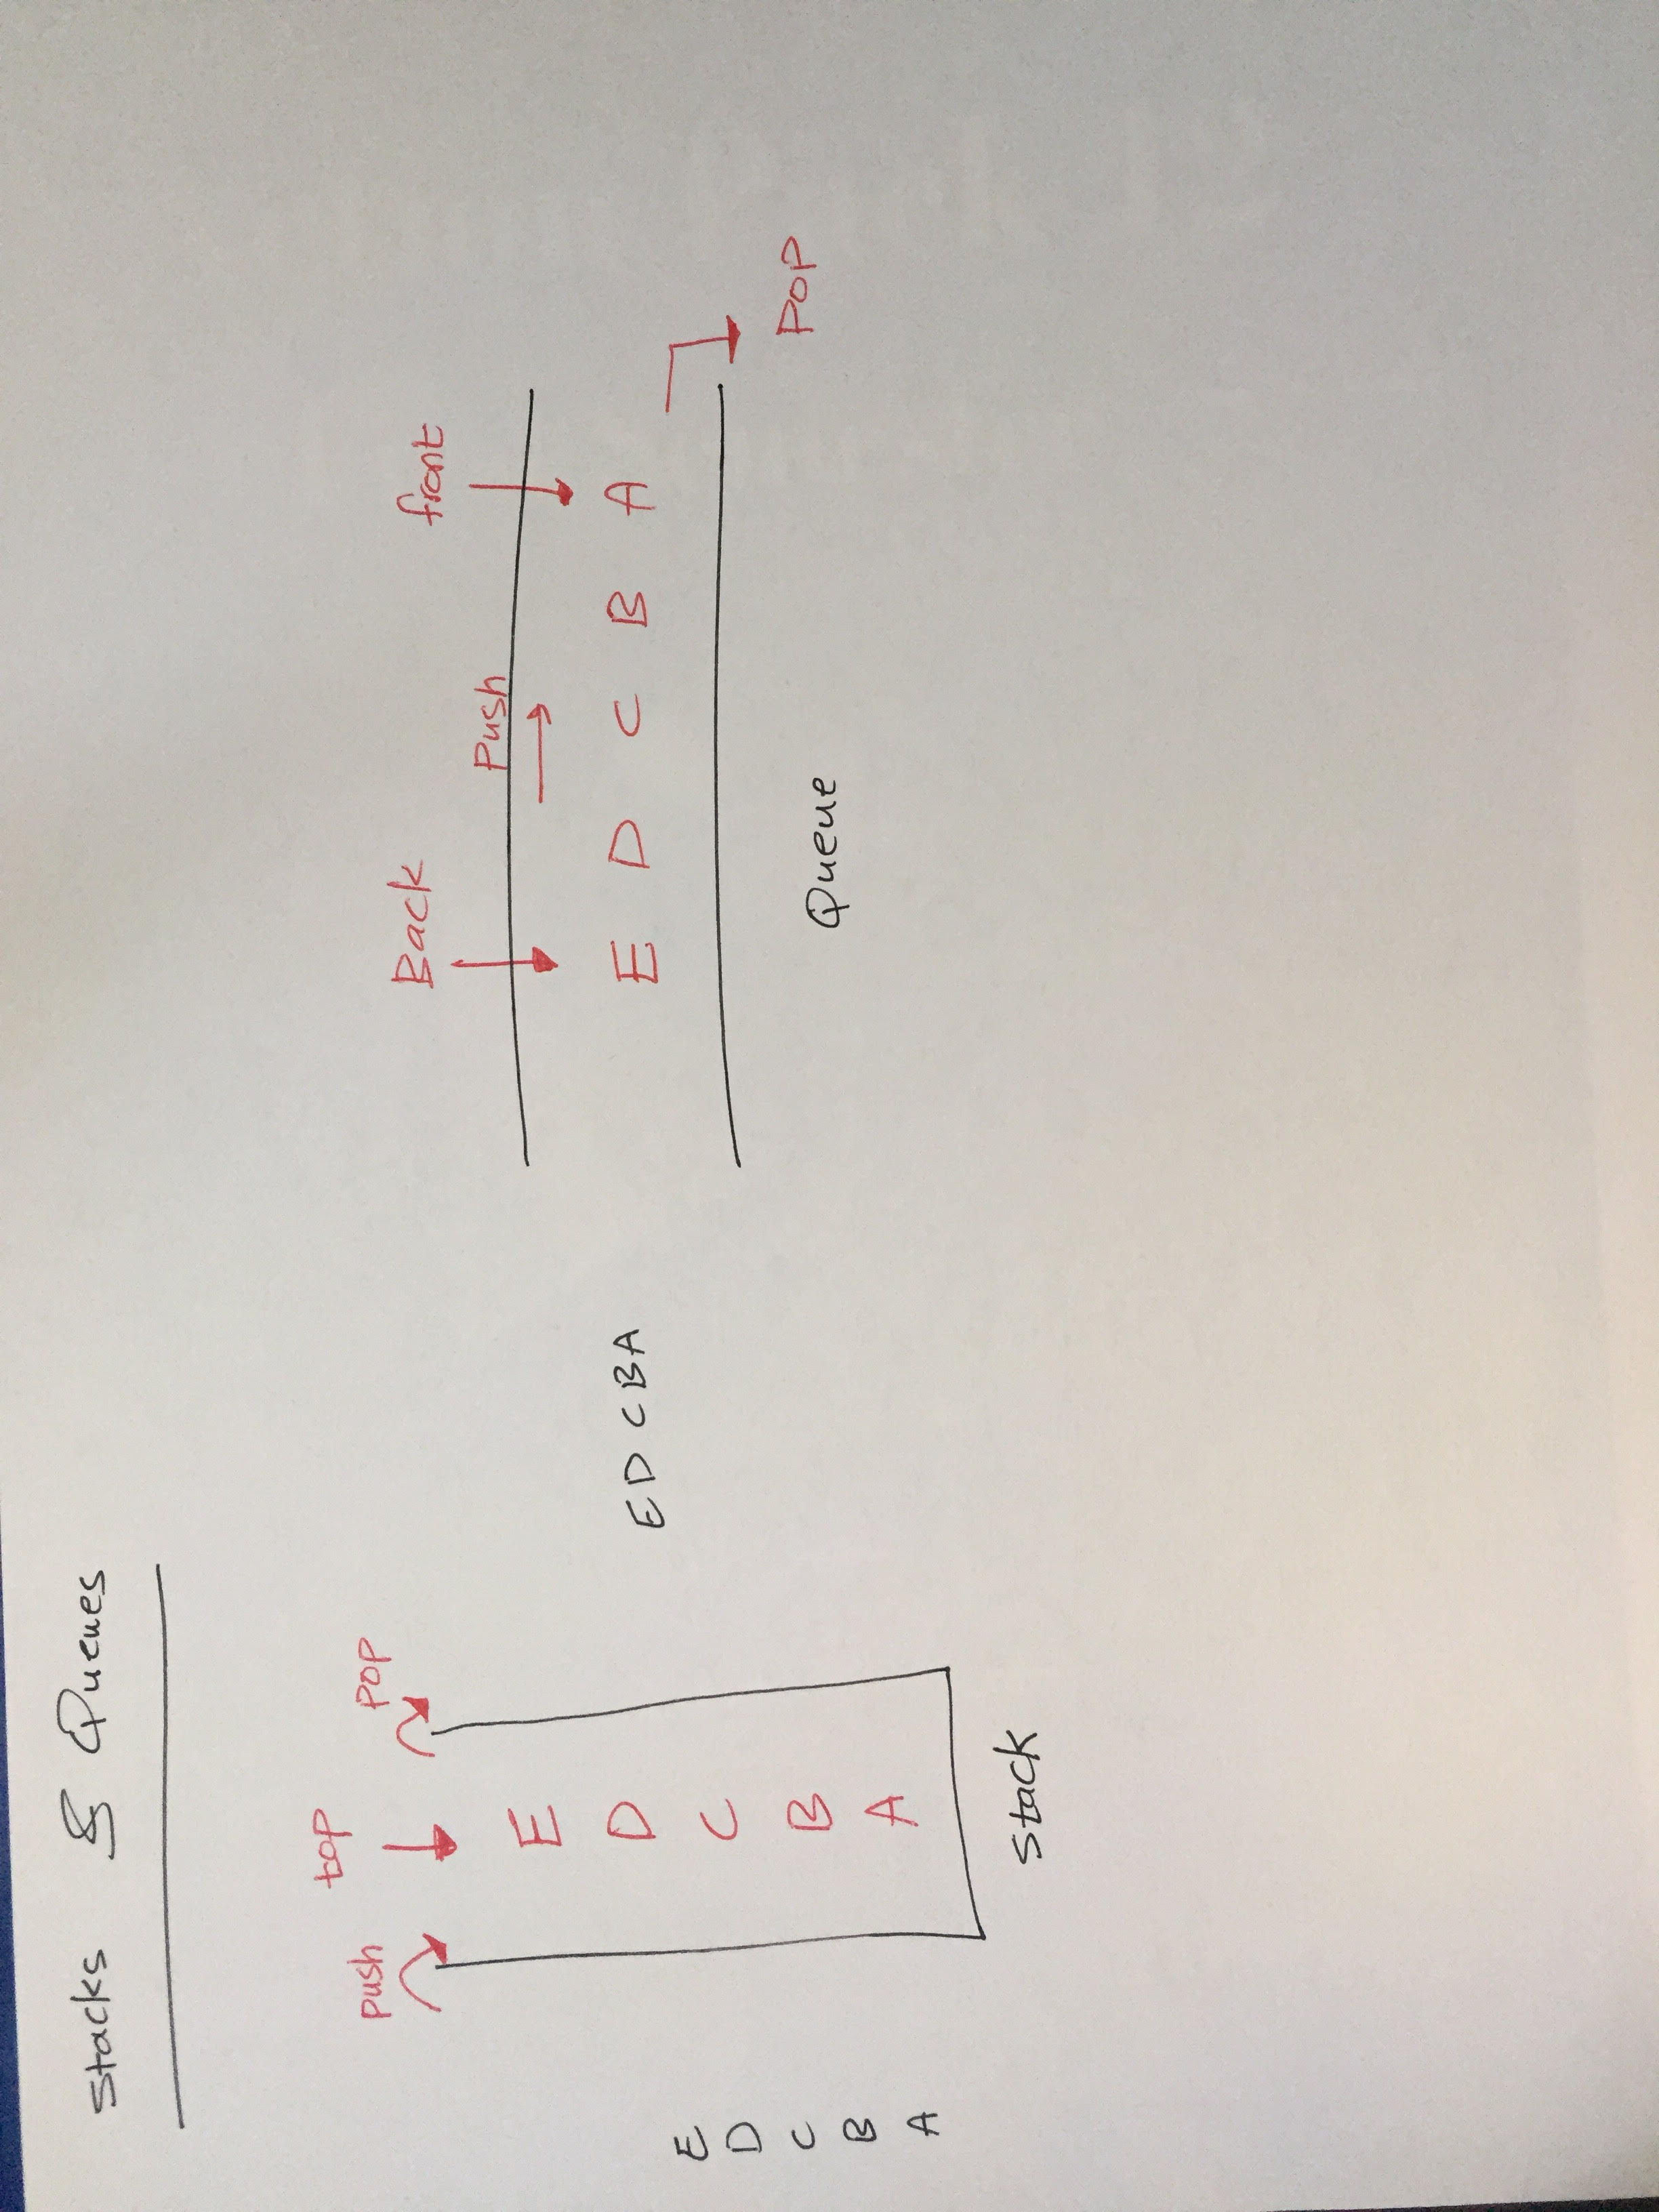 Stacks & Queues
push
top
pop
E
D
C
B
A
E
D
C
B
A
Stack
E D C B A
Back
Push
front
E D C B A
Pop
Queue